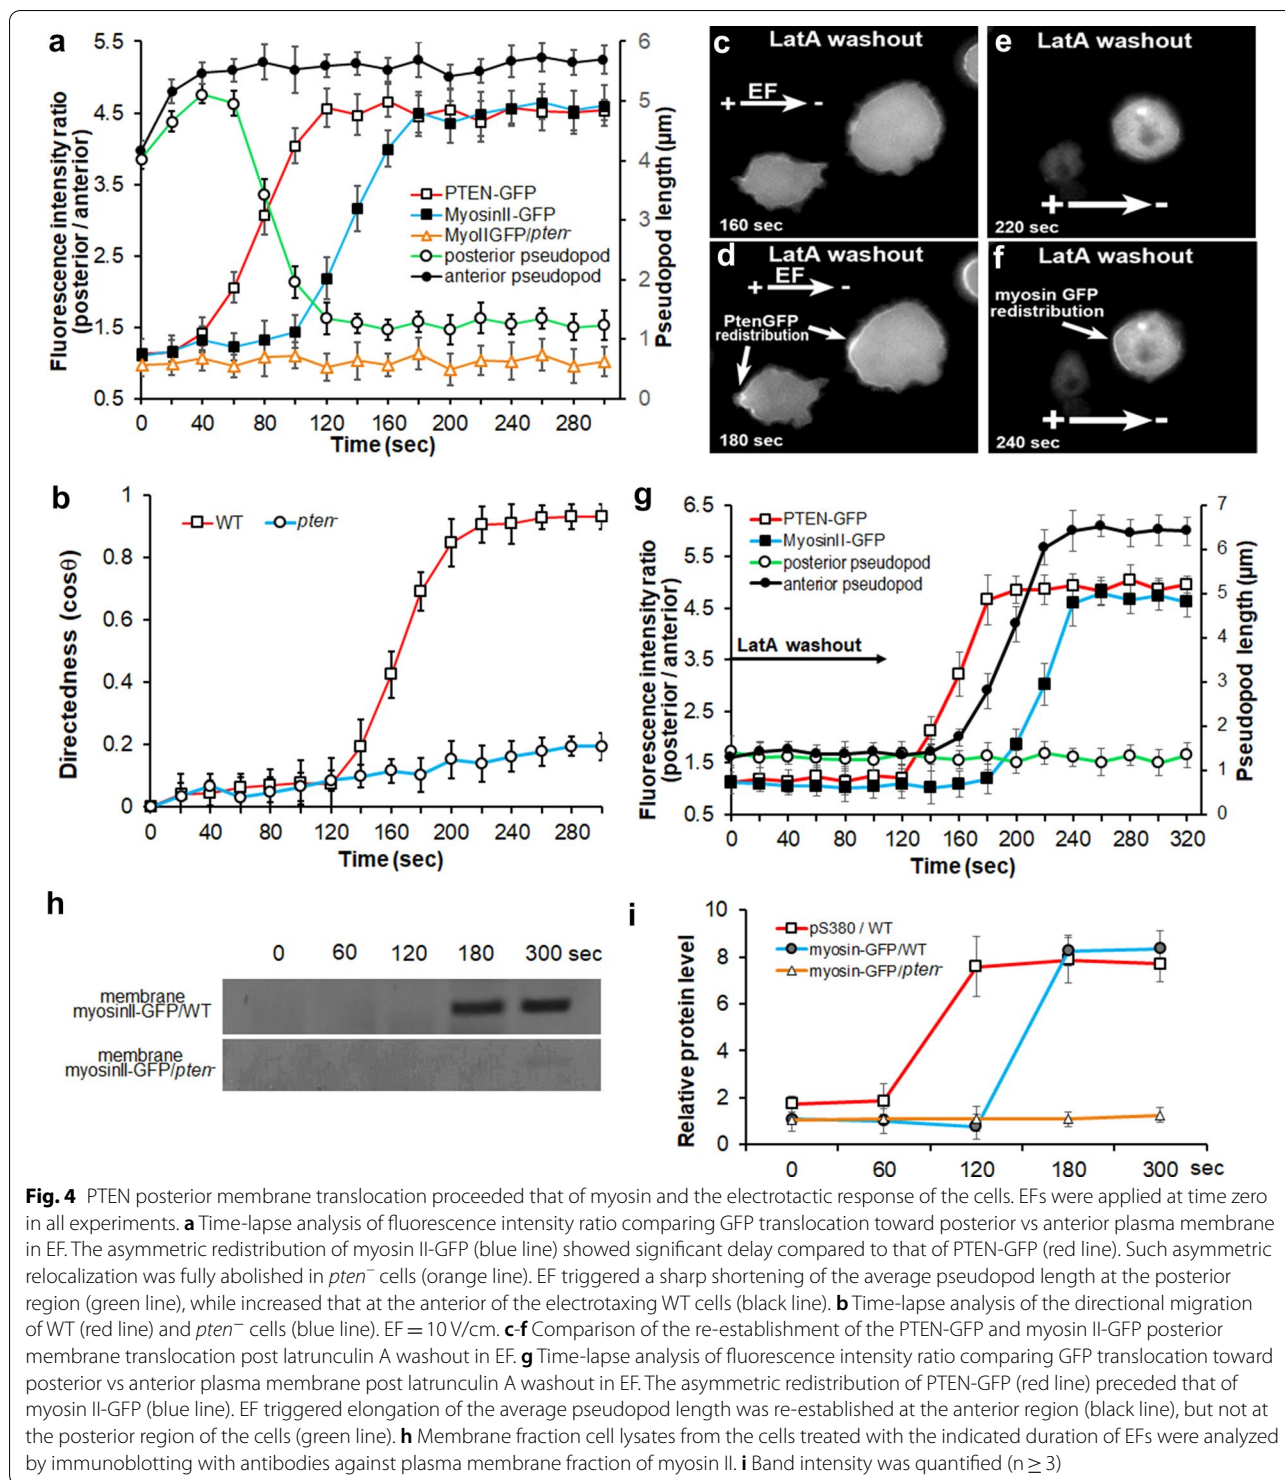 a
5.5
4.5
3.5
2.5
1.5
0.5
Fluorescence intensity ratio
(posterior / anterior)
6
5
4
3
2
1
0
Pseudopod length (µm)
PTEN-GFP
MyosinII-GFP
MyoIIGFP/pten-
posterior pseudopod
anterior pseudopod
0 40 80 120 160 200 240 280
Time (sec)
c
LatA washout
+ EF -
160 sec
e
LatA washout
+ -
220 sec
d
LatA washout
+ EF -
PtenGFP
redistribution
180 sec
f
LatA washout
myosin GFP
redistribution
+ -
240 sec
b
1
0.8
0.6
0.4
0.2
0
Directedness (cosθ)
WT pten-
0 40 80 120 160 200 240 280
Time (sec)
g
6.5
5.5
4.5
3.5
2.5
1.5
0.5
Fluorescence intensity ratio
(posterior / anterior)
7
6
5
4
3
2
1
0
Pseudopod length (µm)
PTEN-GFP
MyosinII-GFP
posterior pseudopod
anterior pseudopod
LatA washout
0 40 80 120 160 200 240 280 320
Time (sec)
h
0 60 120 180 300 sec
membrane
myosinII-GFP/WT
membrane
myosinII-GFP/pten-
i
10
8
6
4
2
0
Relative protein level
pS380 / WT
myosin-GFP/WT
myosin-GFP/pten-
0 60 120 180 300 sec
Fig. 4 PTEN posterior membrane translocation proceeded that of myosin and the electrotactic response of the cells. EFs were applied at time zero
in all experiments. a Time-lapse analysis of fluorescence intensity ratio comparing GFP translocation toward posterior vs anterior plasma membrane
in EF. The asymmetric redistribution of myosin II-GFP (blue line) showed significant delay compared to that of PTEN-GFP (red line). Such asymmetric
relocalization was fully abolished in pten− cells (orange line). EF triggered a sharp shortening of the average pseudopod length at the posterior
region (green line), while increased that at the anterior of the electrotaxing WT cells (black line). b Time-lapse analysis of the directional migration
of WT (red line) and pten− cells (blue line). EF = 10 V/cm. c-f Comparison of the re-establishment of the PTEN-GFP and myosin II-GFP posterior
membrane translocation post latrunculin A washout in EF. g Time-lapse analysis of fluorescence intensity ratio comparing GFP translocation toward
posterior vs anterior plasma membrane post latrunculin A washout in EF. The asymmetric redistribution of PTEN-GFP (red line) preceded that of
myosin II-GFP (blue line). EF triggered elongation of the average pseudopod length was re-established at the anterior region (black line), but not at
the posterior region of the cells (green line). h Membrane fraction cell lysates from the cells treated with the indicated duration of EFs were analyzed
by immunoblotting with antibodies against plasma membrane fraction of myosin II. i Band intensity was quantified (n ≥ 3)